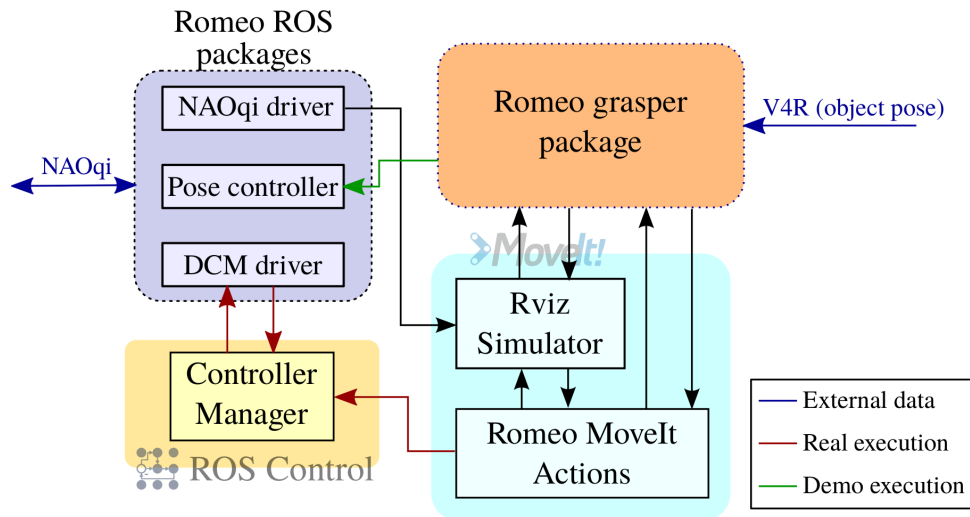 Romeo ROS
packages
NAOqi driver
Pose controller
DCM driver
NAOqi
Romeo grasper
package
V4R (object pose)
MoveIt!
Rviz
Simulator
Romeo MoveIt
Actions
Controller
Manager
ROS Control
External data
Real execution
Demo execution